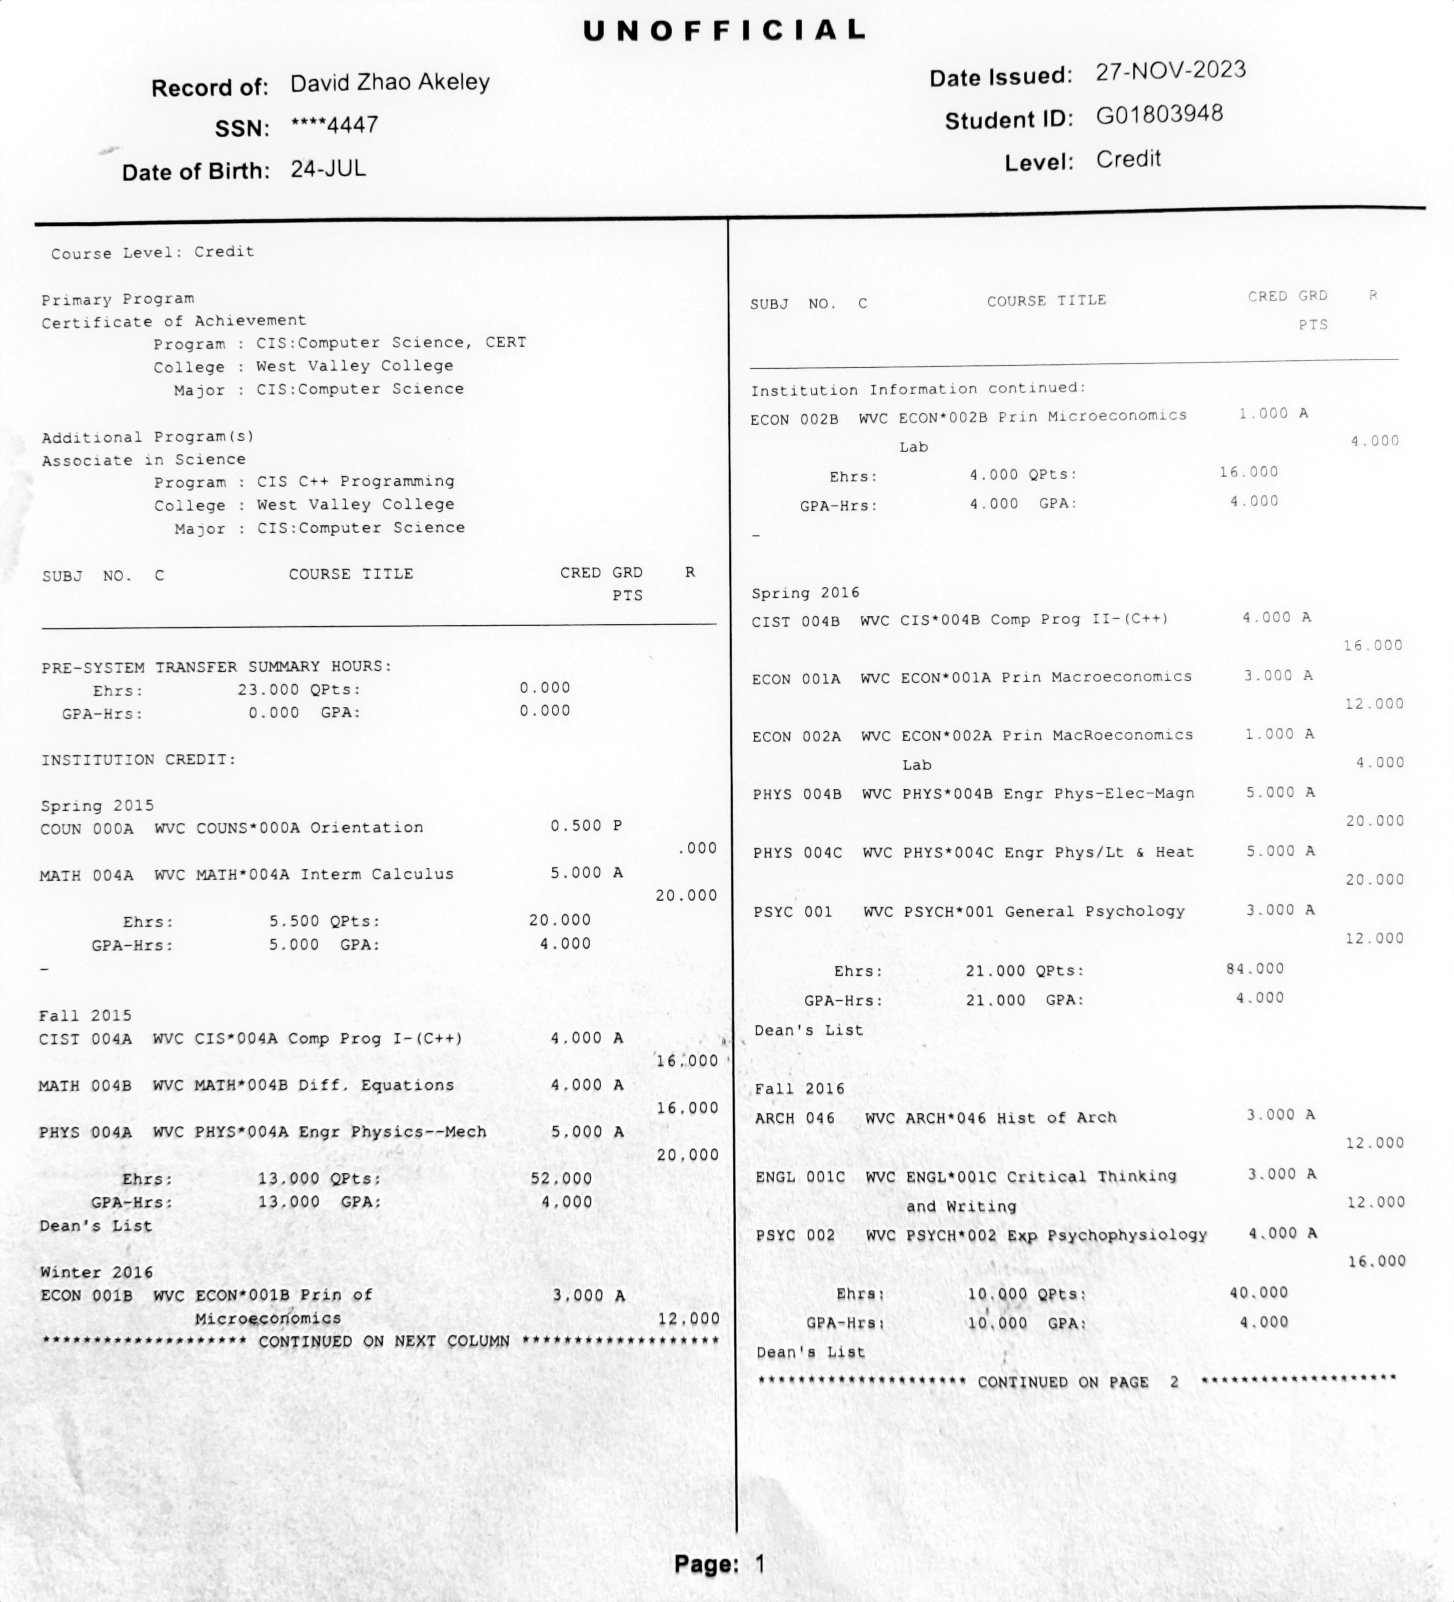 UNOFFICIAL
Record of: David Zhao Akeley
SSN: ****4447
Date of Birth: 24-JUL
Date Issued: 27-NOV-2023
Student ID: G01803948
Level: Credit
Course Level: Credit
Primary Program
Certificate of Achievement
Program : CIS:Computer Science, CERT
College : West Valley College
Major : CIS:Computer Science
Additional Program(s)
Associate in Science
Program : CIS C++ Programming
College : West Valley College
Major : CIS:Computer Science
SUBJ NO. C COURSE TITLE CRED GRD R
PTS
PRE-SYSTEM TRANSFER SUMMARY HOURS:
Ehrs: 23.000 QPts: 0.000
GPA-Hrs: 0.000 GPA: 0.000
INSTITUTION CREDIT:
Spring 2015
COUN 000A WVC COUNS*000A Orientation 0.500 P
.000
MATH 004A WVC MATH*004A Interm Calculus 5.000 A
20.000
Ehrs: 5.500 QPts: 20.000
GPA-Hrs: 5.000 GPA: 4.000
_
Fall 2015
CIST 004A WVC CIS*004A Comp Prog I-(C++) 4.000 A
16.000
MATH 004B WVC MATH*004B Diff. Equations 4.000 A
16.000
PHYS 004A WVC PHYS*004A Engr Physics--Mech 5.000 A
20.000
Ehrs: 13.000 QPts: 52.000
GPA-Hrs: 13.000 GPA: 4.000
Dean's List
Winter 2016
ECON 001B WVC ECON*001B Prin of 3.000 A
Microeconomics 12.000
******************** CONTINUED ON NEXT COLUMN *******************
SUBJ NO. C COURSE TITLE CRED GRD R
PTS
Institution Information continued:
ECON 002B WVC ECON*002B Prin Microeconomics 1.000 A
Lab 4.000
Ehrs: 4.000 QPts: 16.000
GPA-Hrs: 4.000 GPA: 4.000
_
Spring 2016
CIST 004B WVC CIS*004B Comp Prog II-(C++) 4.000 A
16.000
ECON 001A WVC ECON*001A Prin Macroeconomics 3.000 A
12.000
ECON 002A WVC ECON*002A Prin MacRoeconomics 1.000 A
Lab 4.000
PHYS 004B WVC PHYS*004B Engr Phys-Elec-Magn 5.000 A
20.000
PHYS 004C WVC PHYS*004C Engr Phys/Lt & Heat 5.000 A
20.000
PSYC 001 WVC PSYCH*001 General Psychology 3.000 A
12.000
Ehrs: 21.000 QPts: 84.000
GPA-Hrs: 21.000 GPA: 4.000
Dean's List
Fall 2016
ARCH 046 WVC ARCH*046 Hist of Arch 3.000 A
12.000
ENGL 001C WVC ENGL*001C Critical Thinking 3.000 A
and Writing 12.000
PSYC 002 WVC PSYCH*002 Exp Psychophysiology 4.000 A
16.000
Ehrs: 10.000 QPts: 40.000
GPA-Hrs: 10.000 GPA: 4.000
Dean's List
********************* CONTINUED ON PAGE 2 ********************
Page: 1